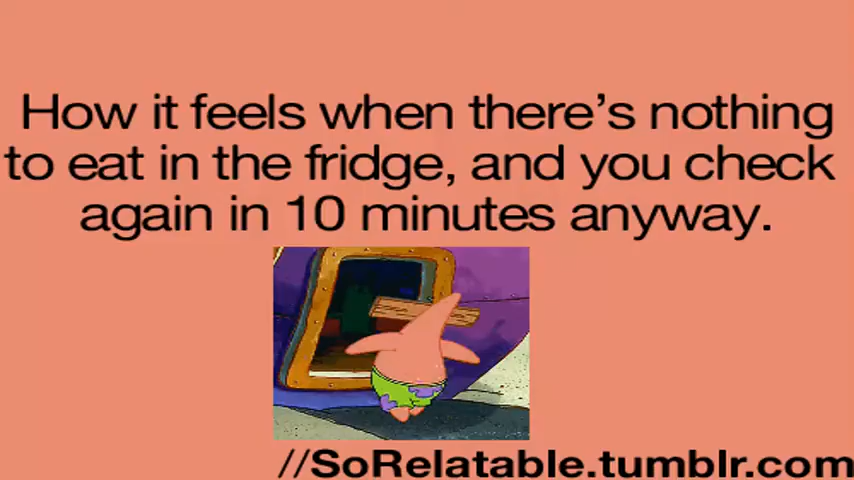 How it feels when there’s nothing
to eat in the fridge, and you check
again in 10 minutes anyway.
//SoRelatable.tumblr.com